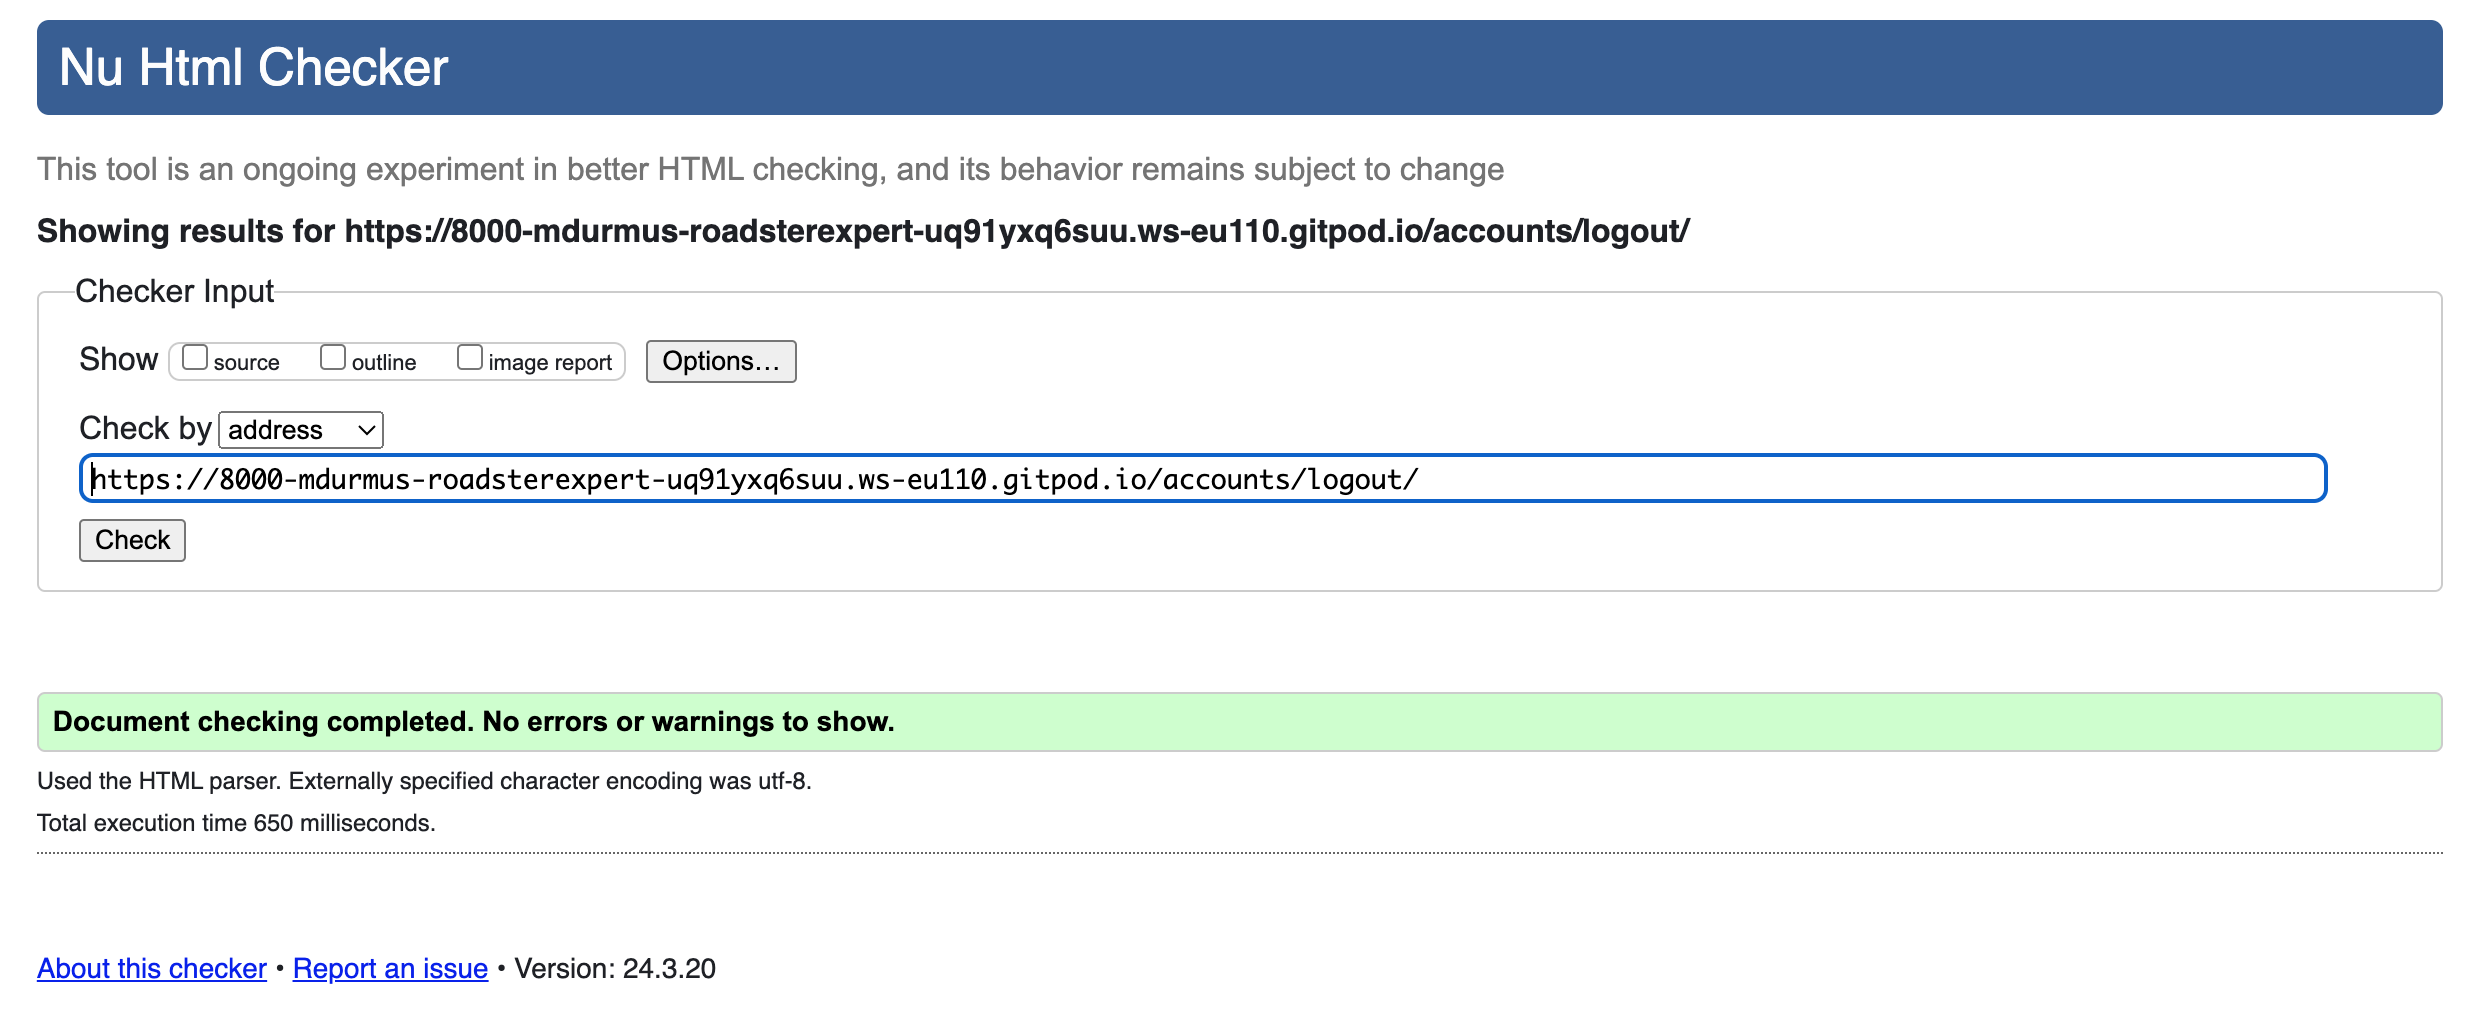 Nu Html Checker
This tool is an ongoing experiment in better HTML checking, and its behavior remains subject to change
Showing results for https://8000-mdurmus-roadsterexpert-uq91yxq6suu.ws-eu110.gitpod.io/accounts/logout/
Checker Input
Show source outline image report Options…
Check by address
https://8000-mdurmus-roadsterexpert-uq91yxq6suu.ws-eu110.gitpod.io/accounts/logout/
Check
Document checking completed. No errors or warnings to show.
Used the HTML parser. Externally specified character encoding was utf-8.
Total execution time 650 milliseconds.
About this checker • Report an issue • Version: 24.3.20